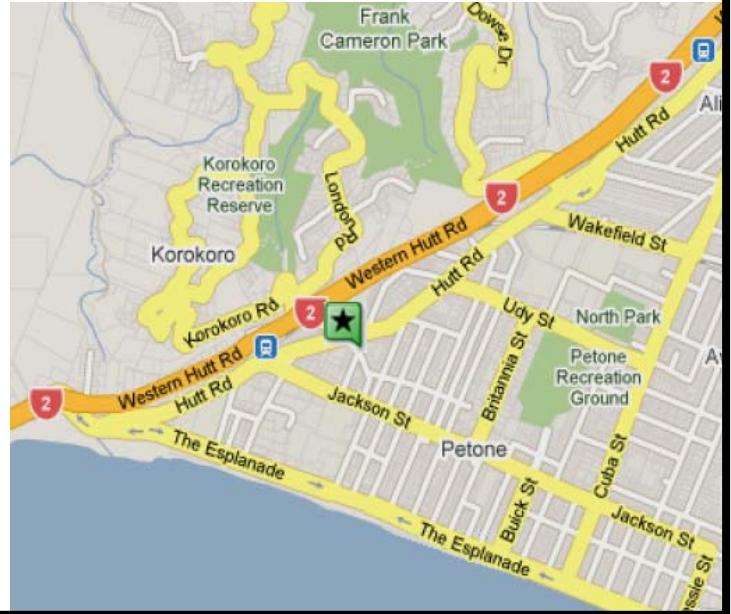 Frank
Cameron Park
Dowse Dr
2
Hutt Rd
Korokoro
Recreation
Reserve
London Rd
2
Wakefield St
Western Hutt Rd
Korokoro
Hutt Rd
Korokoro Rd
2
Udy St
North Park
Britannia St
Petone
Recreation
Ground
Western Hutt Rd
Hutt Rd
2
Jackson St
The Esplanade
Petone
Cuba St
Buick St
Jackson St
The Esplanade